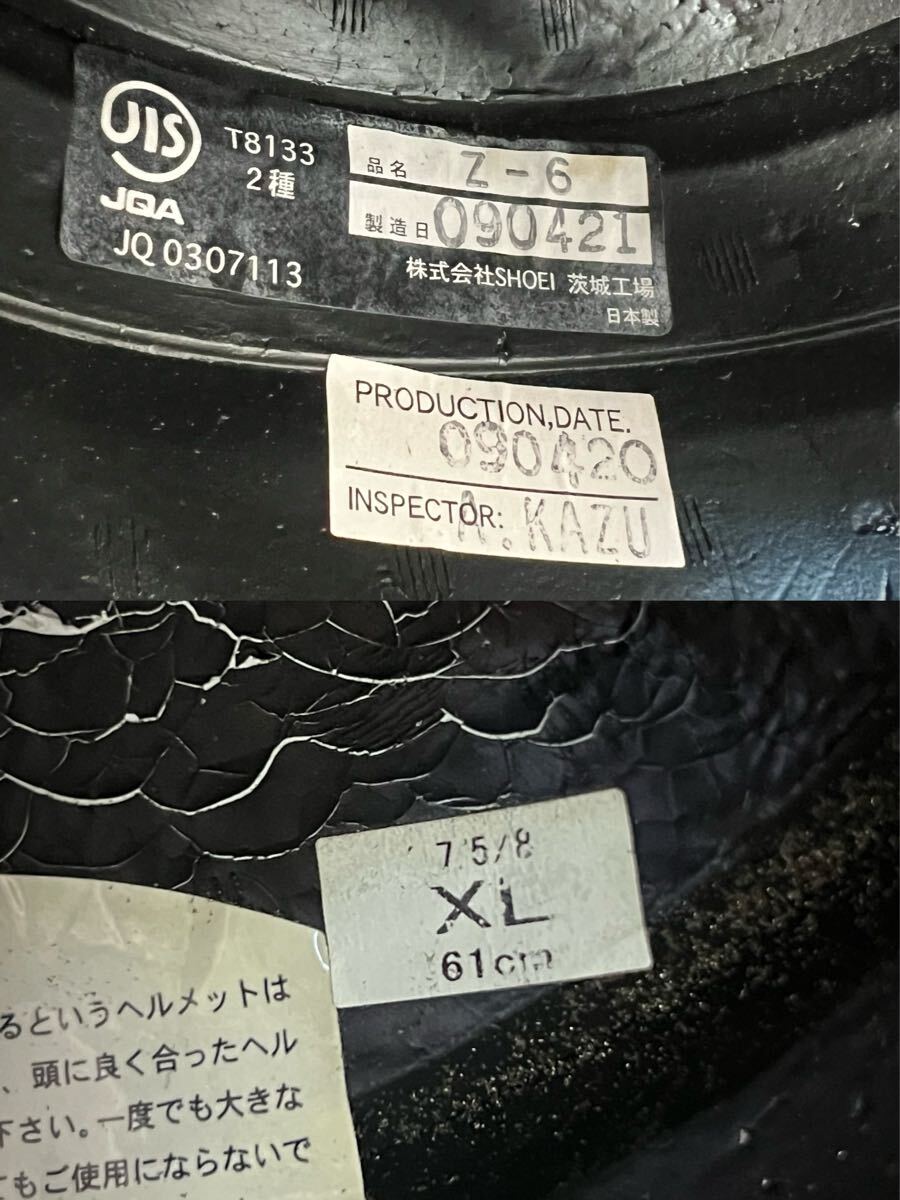 JIS
JQA
T8133
2種
JQ 0307113
品名 Z-6
製造日 090421
株式会社SHOEI 茨城工場
日本製
PRODUCTION,DATE.
090420
INSPECTOR: A.KAZU
7 5/8
XL
61cm
るというヘルメットは
、頭に良く合ったヘル
下さい。一度でも大きな
てもご使用にならないで